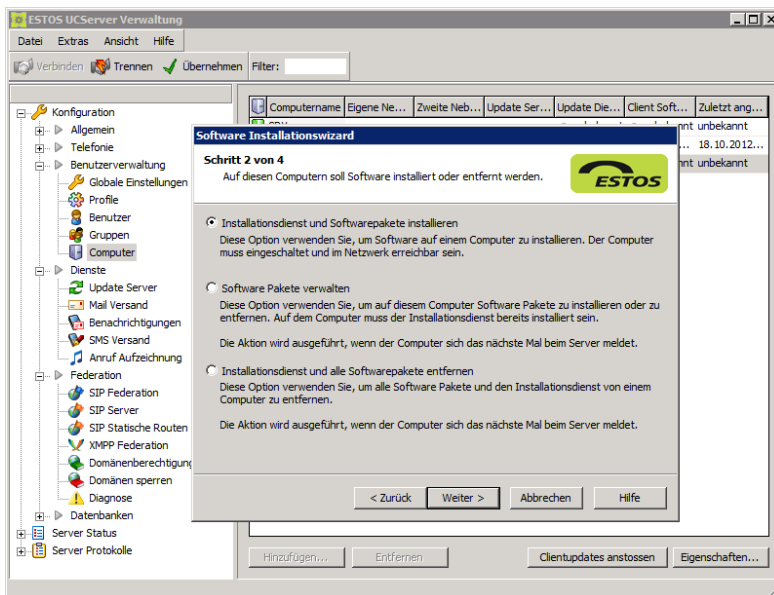 ESTOS UCServer Verwaltung
Datei Extras Ansicht Hilfe
Verbinden Trennen Übernehmen Filter:
Computername Eigene Ne... Zweite Neb... Update Ser... Update Die... Client Soft... Zuletzt ang...
nnt unbekannt
... 18.10.2012...
nnt unbekannt
Konfiguration
Allgemein
Telefonie
Benutzerverwaltung
Globale Einstellungen
Profile
Benutzer
Gruppen
Computer
Dienste
Update Server
Mail Versand
Benachrichtigungen
SMS Versand
Anruf Aufzeichnung
Federation
SIP Federation
SIP Server
SIP Statische Routen
XMPP Federation
Domänenberechtigung
Domänen sperren
Diagnose
Datenbanken
Server Status
Server Protokolle
Software Installationswizard
Schritt 2 von 4
Auf diesen Computern soll Software installiert oder entfernt werden.
ESTOS
Installationsdienst und Softwarepakete installieren
Diese Option verwenden Sie, um Software auf einem Computer zu installieren. Der Computer
muss eingeschaltet und im Netzwerk erreichbar sein.
Software Pakete verwalten
Diese Option verwenden Sie, um auf diesem Computer Software Pakete zu installieren oder zu
entfernen. Auf dem Computer muss der Installationsdienst bereits installiert sein.
Die Aktion wird ausgeführt, wenn der Computer sich das nächste Mal beim Server meldet.
Installationsdienst und alle Softwarepakete entfernen
Diese Option verwenden Sie, um alle Software Pakete und den Installationsdienst von einem
Computer zu entfernen.
Die Aktion wird ausgeführt, wenn der Computer sich das nächste Mal beim Server meldet.
< Zurück Weiter > Abbrechen Hilfe
Hinzufügen... Entfernen Clientupdates anstossen Eigenschaften...